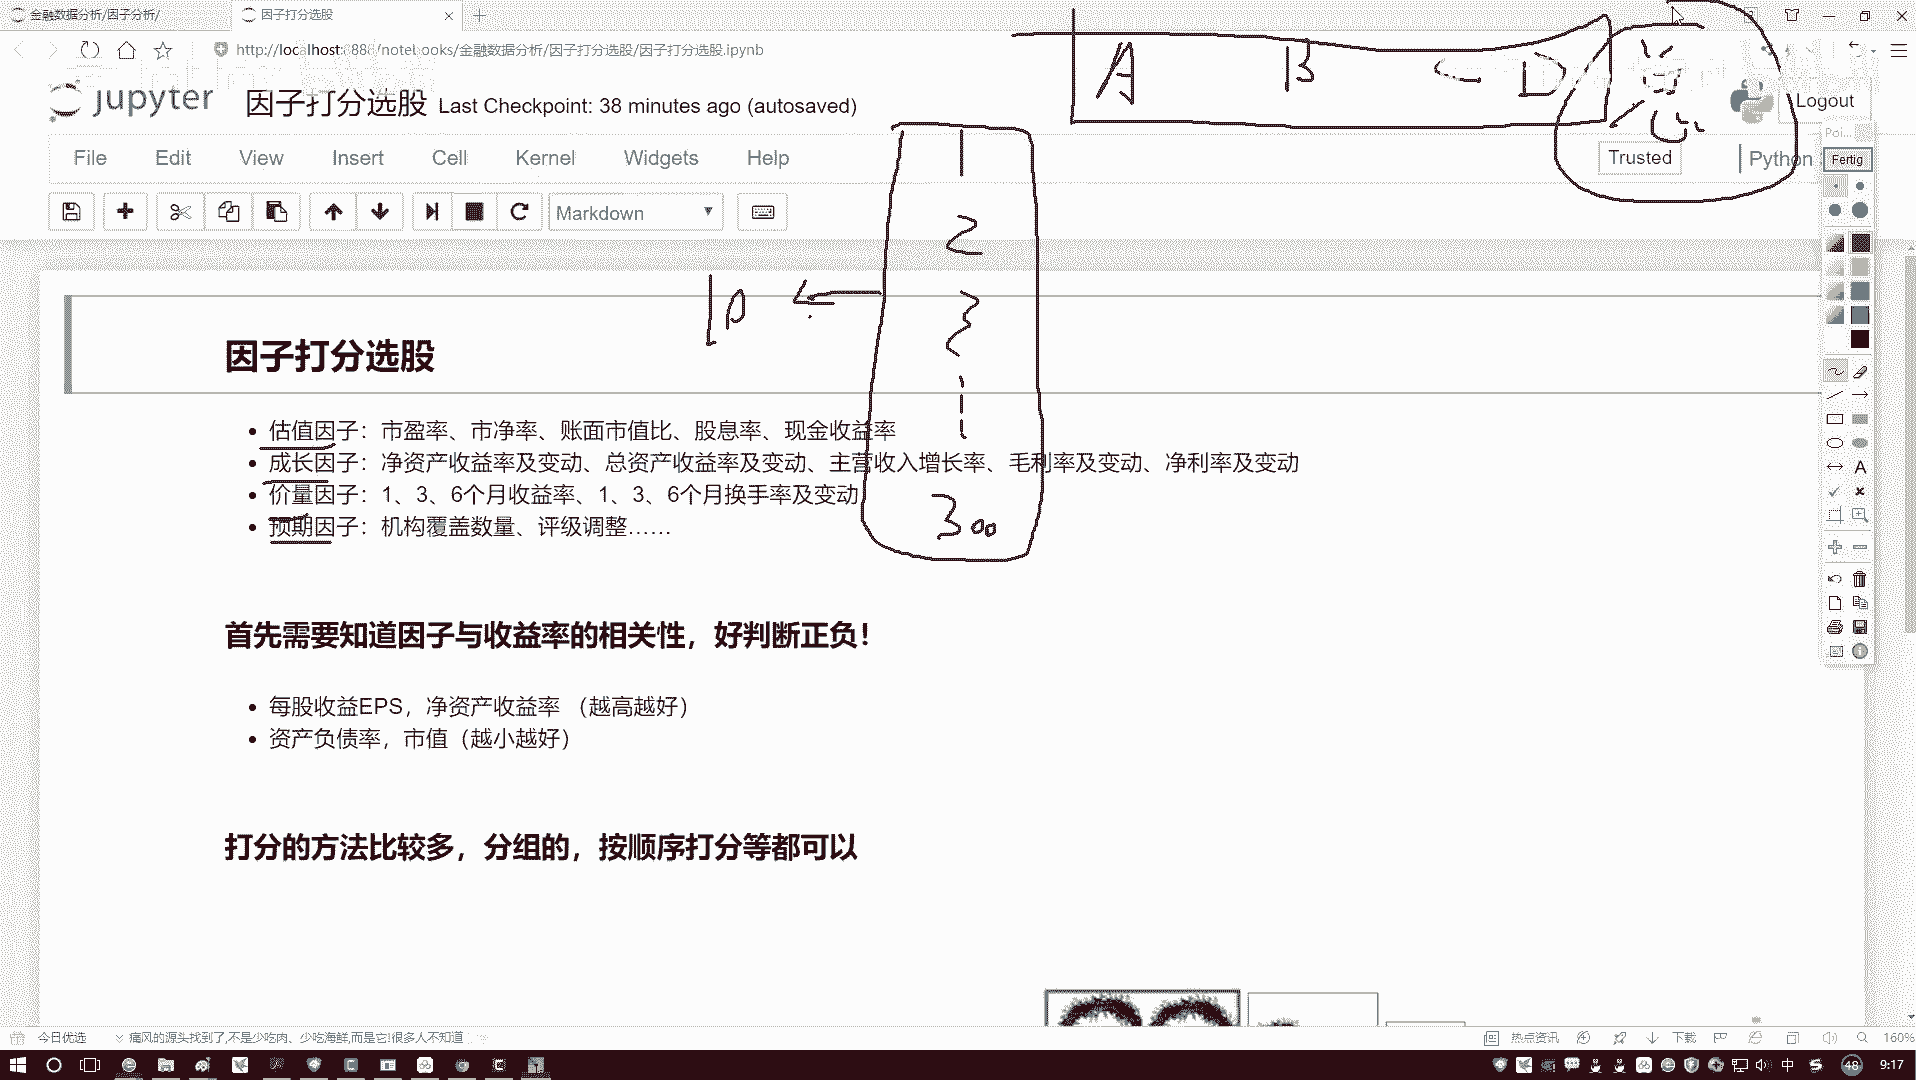 金融数据分析/因子分析/
因子打分选股
http://localhost:8888/notebooks/金融数据分析/因子打分选股/因子打分选股.ipynb
A B C D
jupyter 因子打分选股 Last Checkpoint: 38 minutes ago (autosaved)
Logout
File Edit View Insert Cell Kernel Widgets Help
Trusted
Python
Poi...
Fertig
Markdown
1
2
3
300
10
因子打分选股
估值因子：市盈率、市净率、账面市值比、股息率、现金收益率
成长因子：净资产收益率及变动、总资产收益率及变动、主营收入增长率、毛利率及变动、净利率及变动
价量因子：1、3、6个月收益率、1、3、6个月换手率及变动
预期因子：机构覆盖数量、评级调整……
首先需要知道因子与收益率的相关性，好判断正负！
每股收益EPS，净资产收益率 （越高越好）
资产负债率，市值（越小越好）
打分的方法比较多，分组的，按顺序打分等都可以
今日优选
痛风的源头找到了,不是少吃肉、少吃海鲜,而是它!很多人不知道
热点资讯
下载
160%
中
48
9:17